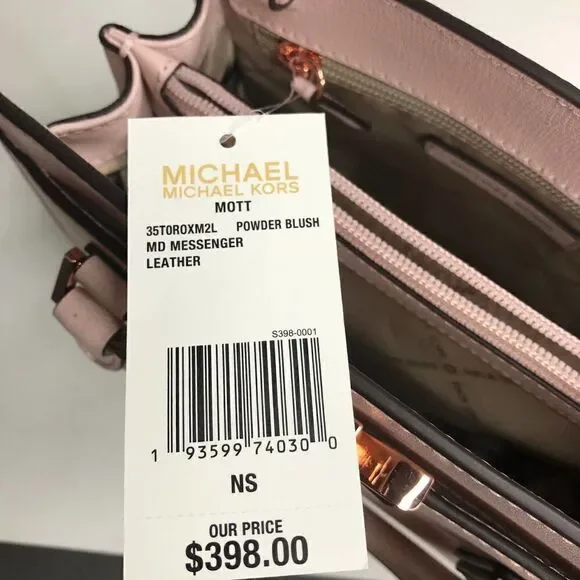 MICHAEL
MICHAEL KORS
MOTT
35T0ROXM2L POWDER BLUSH
MD MESSENGER
LEATHER
S398-0001
1 93599 74030 0
NS
OUR PRICE
$398.00